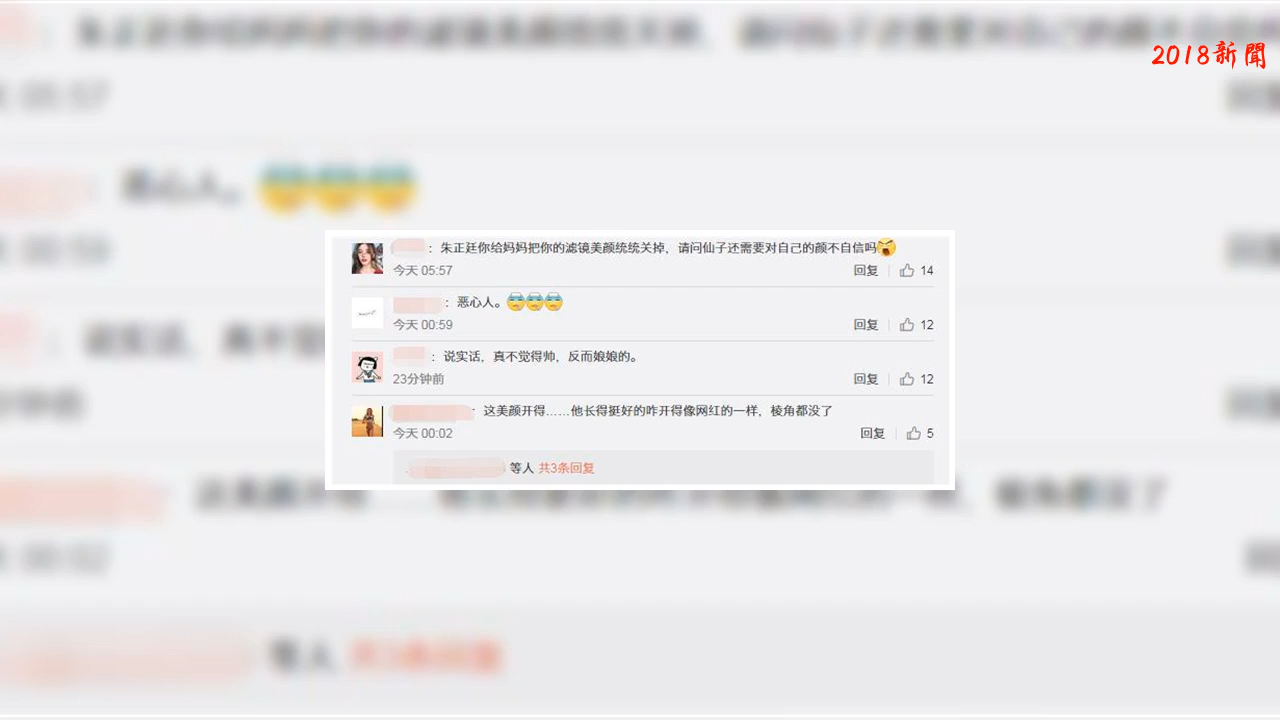 2018新聞
：朱正廷你给妈妈把你的滤镜美颜统统关掉，请问仙子还需要对自己的颜不自信吗
今天 05:57 回复 14
：恶心人。
今天 00:59 回复 12
：说实话，真不觉得帅，反而娘娘的。
23分钟前 回复 12
：这美颜开得……他长得挺好的咋开得像网红的一样，棱角都没了
今天 00:02 回复 5
等人 共3条回复